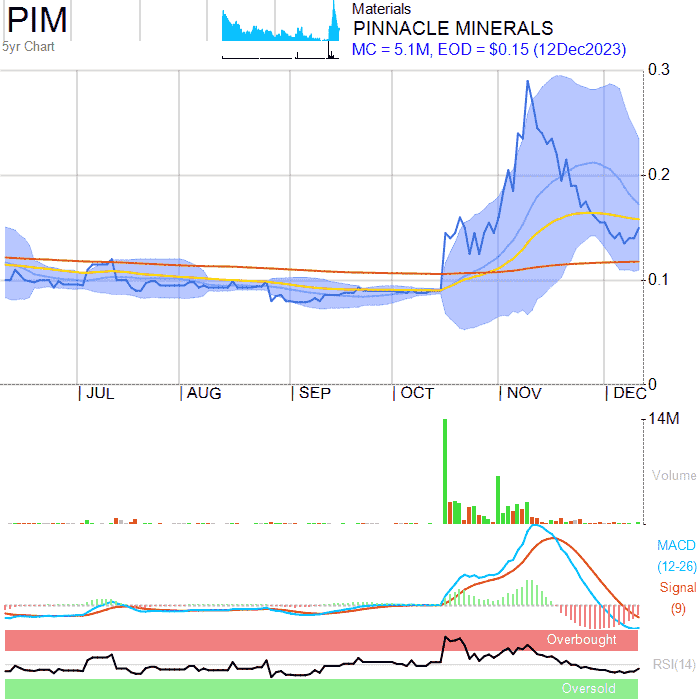 PIM
5yr Chart
Materials
PINNACLE MINERALS
MC = 5.1M, EOD = $0.15 (12Dec2023)
0.3
0.2
0.1
0
JUL AUG SEP OCT NOV DEC
14M
Volume
MACD
(12-26)
Signal
(9)
Overbought
RSI(14)
Oversold